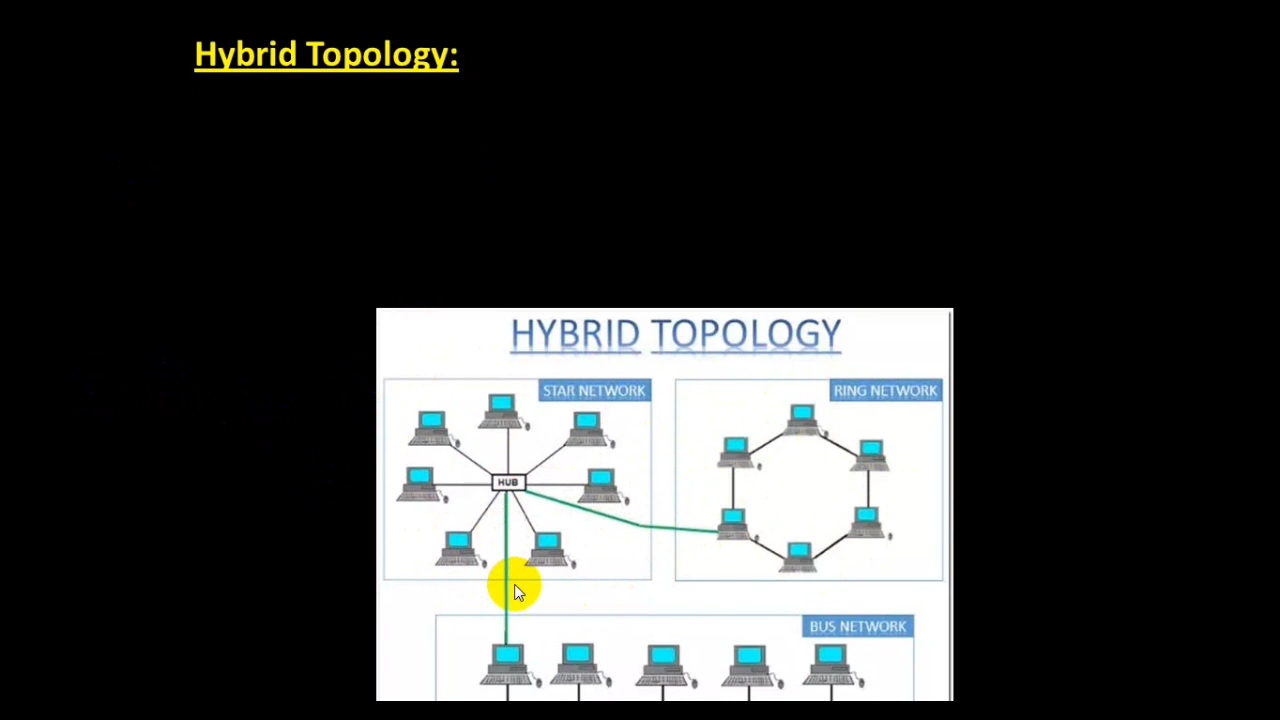 Hybrid Topology:
HYBRID TOPOLOGY
STAR NETWORK
RING NETWORK
HUB
BUS NETWORK